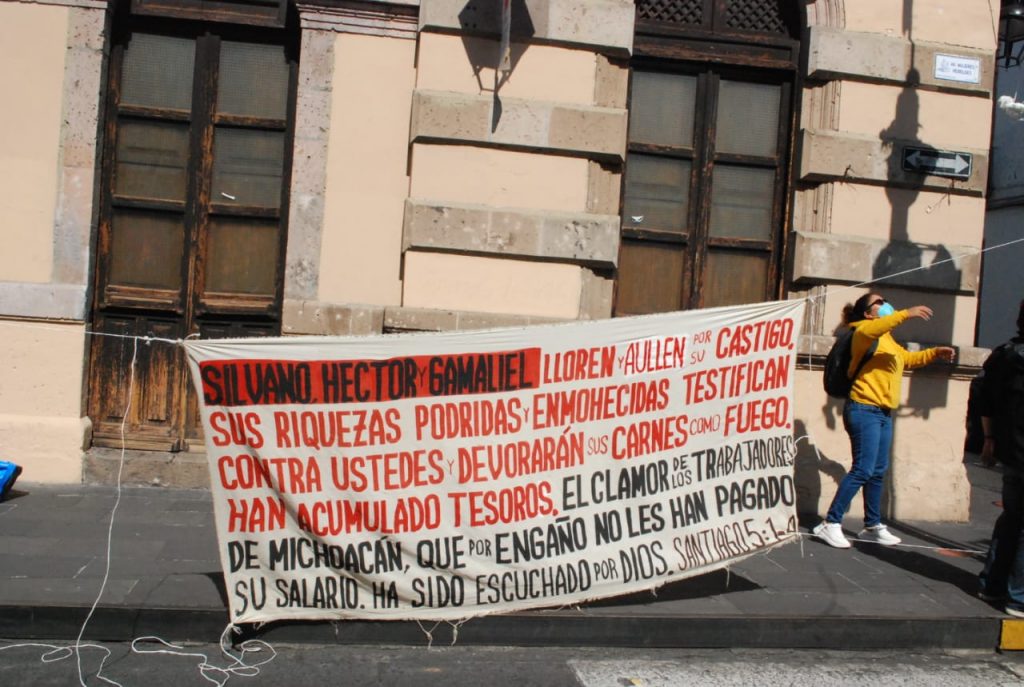 SILVANO, HECTOR Y GAMALIEL LLOREN Y AULLEN POR SU CASTIGO.
SUS RIQUEZAS PODRIDAS Y ENMOHECIDAS TESTIFICAN
CONTRA USTEDES Y DEVORARÁN SUS CARNES COMO FUEGO.
HAN ACUMULADO TESOROS. EL CLAMOR DE LOS TRABAJADORES
DE MICHOACÁN, QUE POR ENGAÑO NO LES HAN PAGADO
SU SALARIO. HA SIDO ESCUCHADO POR DIOS. SANTIAGO 5:1-4